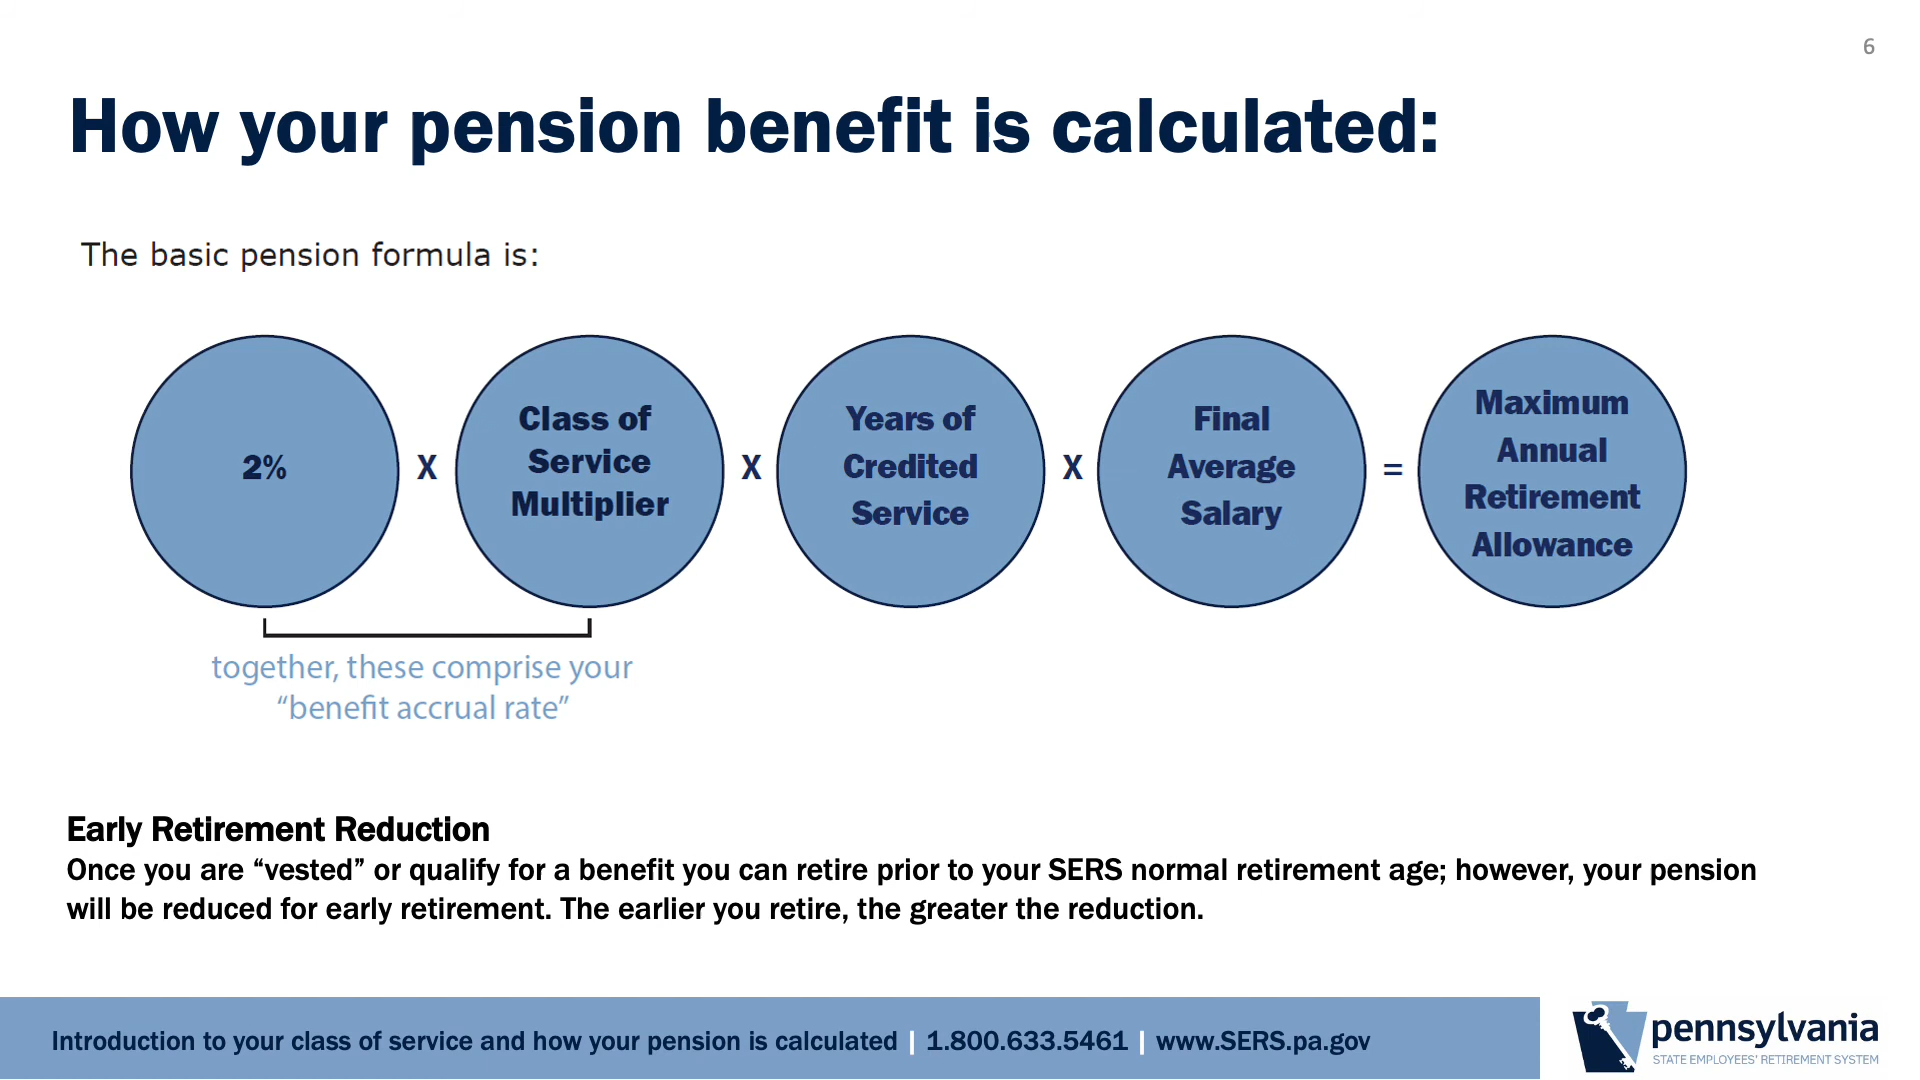 6
How your pension benefit is calculated:
The basic pension formula is:
2%
X
Class of
Service
Multiplier
X
Years of
Credited
Service
X
Final
Average
Salary
=
Maximum
Annual
Retirement
Allowance
together, these comprise your
“benefit accrual rate”
Early Retirement Reduction
Once you are “vested” or qualify for a benefit you can retire prior to your SERS normal retirement age; however, your pension
will be reduced for early retirement. The earlier you retire, the greater the reduction.
Introduction to your class of service and how your pension is calculated | 1.800.633.5461 | www.SERS.pa.gov
pennsylvania
STATE EMPLOYEES' RETIREMENT SYSTEM